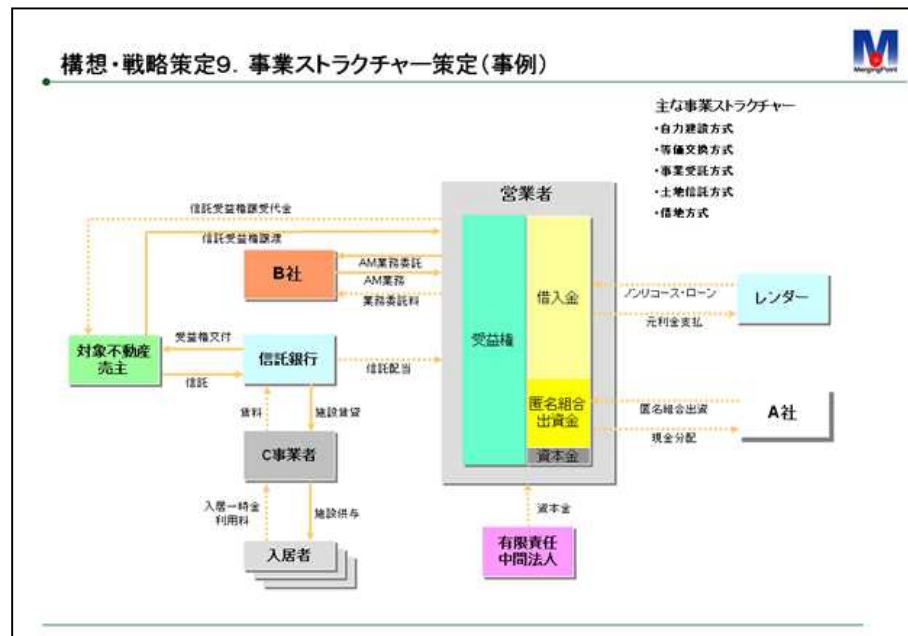 構想・戦略策定9. 事業ストラクチャー策定(事例)
MergingPoint
主な事業ストラクチャー
・自力建設方式
・等価交換方式
・事業受託方式
・土地信託方式
・借地方式
営業者
信託受益権譲受代金
信託受益権譲渡
B社
AM業務委託
AM業務
業務委託料
受益権
借入金
ノンリコース・ローン
元利金支払
レンダー
対象不動産
売主
受益権交付
信託
信託銀行
信託配当
匿名組合
出資金
匿名組合出資
現金分配
A社
賃料
施設賃貸
C事業者
資本金
入居一時金
利用料
施設供与
資本金
入居者
有限責任
中間法人